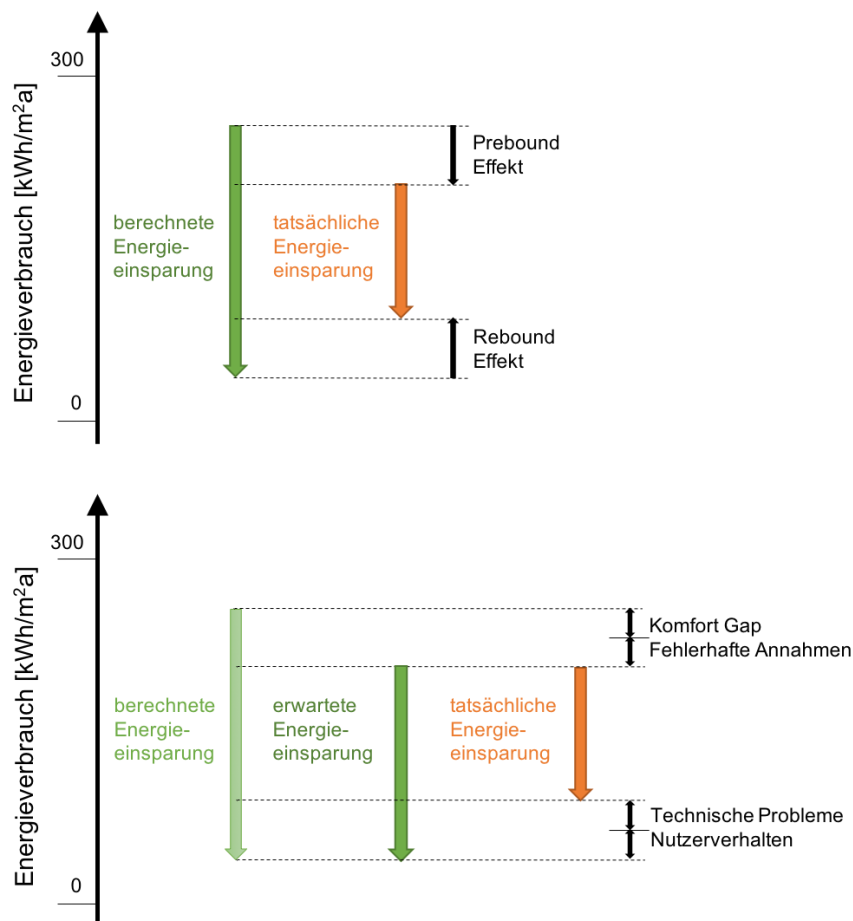 Energieverbrauch [kWh/m²a]
300
0
Prebound
Effekt
berechnete
Energie-
einsparung
tatsächliche
Energie-
einsparung
Rebound
Effekt
Energieverbrauch [kWh/m²a]
300
0
Komfort Gap
Fehlerhafte Annahmen
berechnete
Energie-
einsparung
erwartete
Energie-
einsparung
tatsächliche
Energie-
einsparung
Technische Probleme
Nutzerverhalten